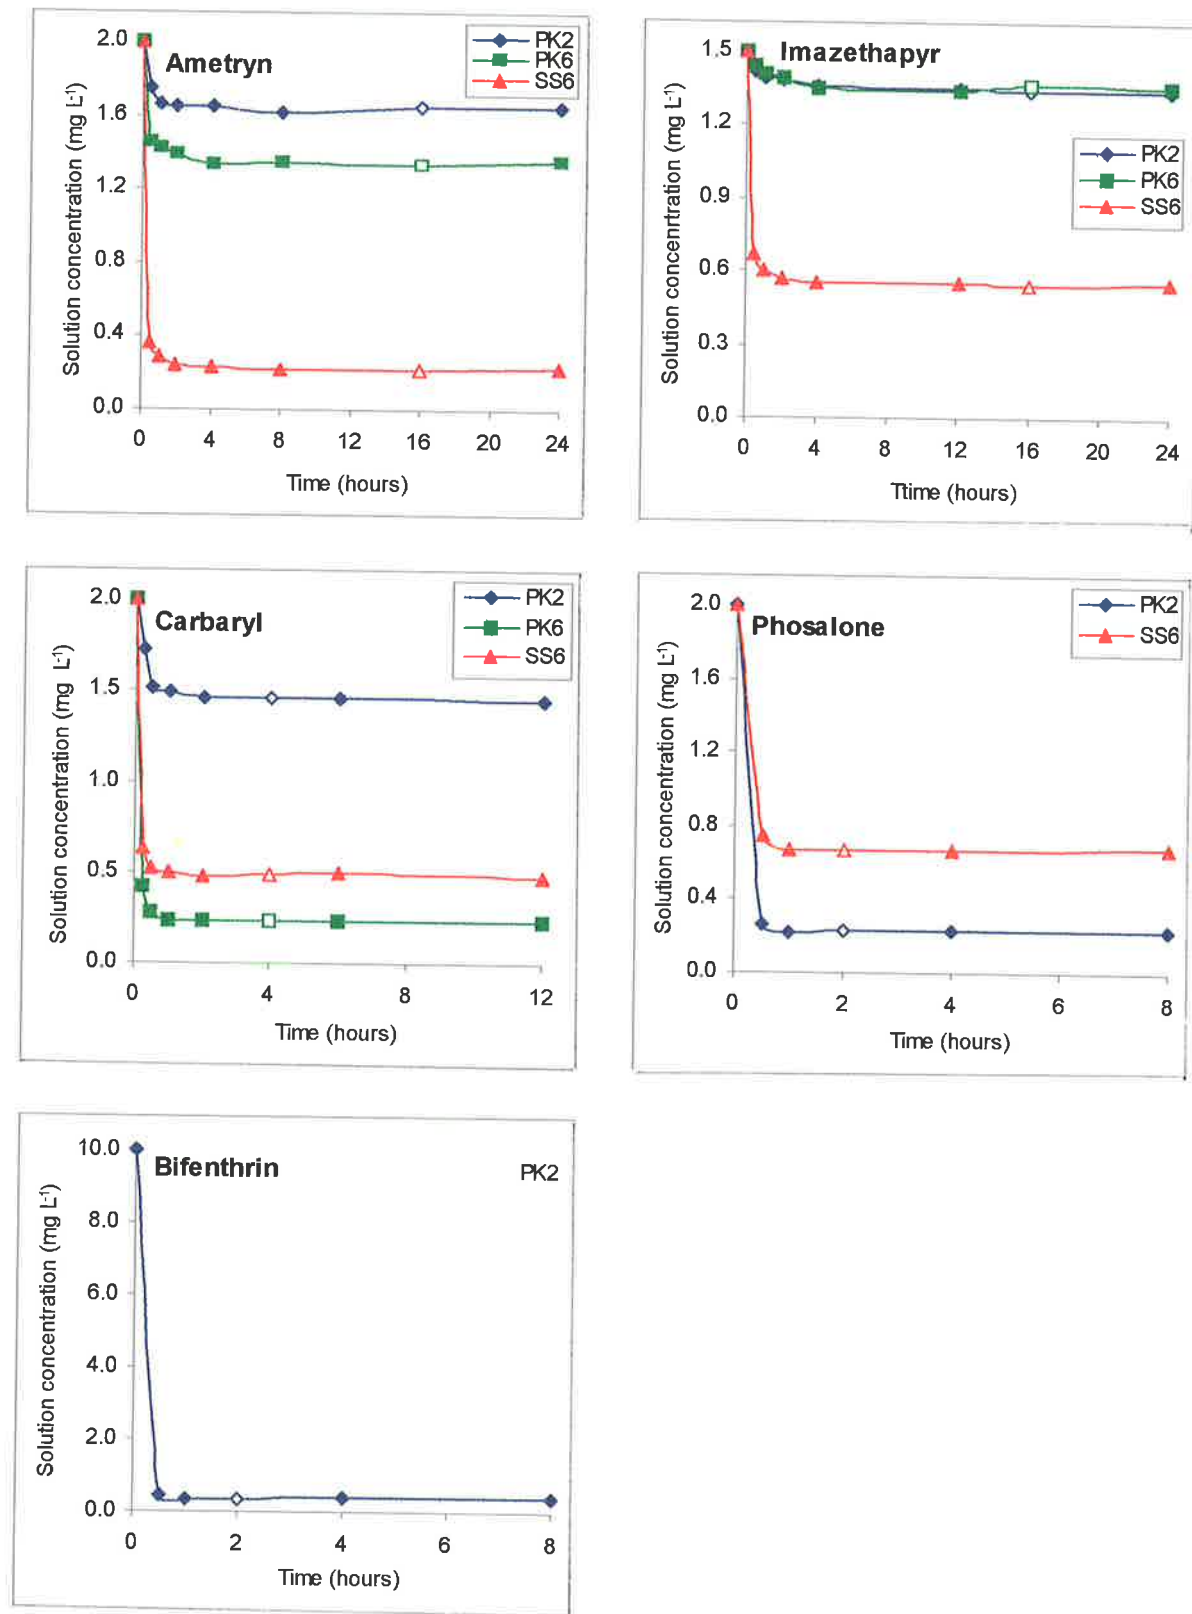 Ametryn
PK2
PK6
SS6
Solution concentration (mg L-1)
2.0
1.6
1.2
0.8
0.4
0.0
0 4 8 12 16 20 24
Time (hours)
Imazethapyr
PK2
PK6
SS6
Solution concenrtration (mg L-1)
1.5
1.2
0.9
0.6
0.3
0.0
0 4 8 12 16 20 24
Ttime (hours)
Carbaryl
PK2
PK6
SS6
Solution concentration (mg L-1)
2.0
1.5
1.0
0.5
0.0
0 4 8 12
Time (hours)
Phosalone
PK2
SS6
Solution concentration (mg L-1)
2.0
1.6
1.2
0.8
0.4
0.0
0 2 4 6 8
Time (hours)
Bifenthrin
PK2
Solution concentration (mg L-1)
10.0
8.0
6.0
4.0
2.0
0.0
0 2 4 6 8
Time (hours)